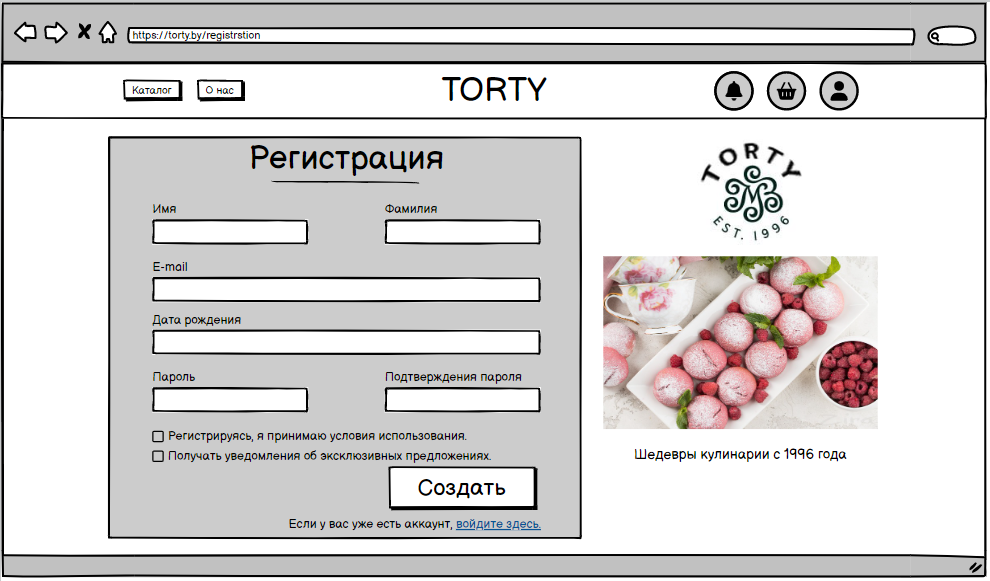 https://torty.by/registrstion
Каталог
О нас
TORTY
Регистрация
Имя
Фамилия
E-mail
Дата рождения
Пароль
Подтверждения пароля
Регистрируясь, я принимаю условия использования.
Получать уведомления об эксклюзивных предложениях.
Создать
Если у вас уже есть аккаунт, войдите здесь.
TORTY
EST. 1996
Шедевры кулинарии с 1996 года